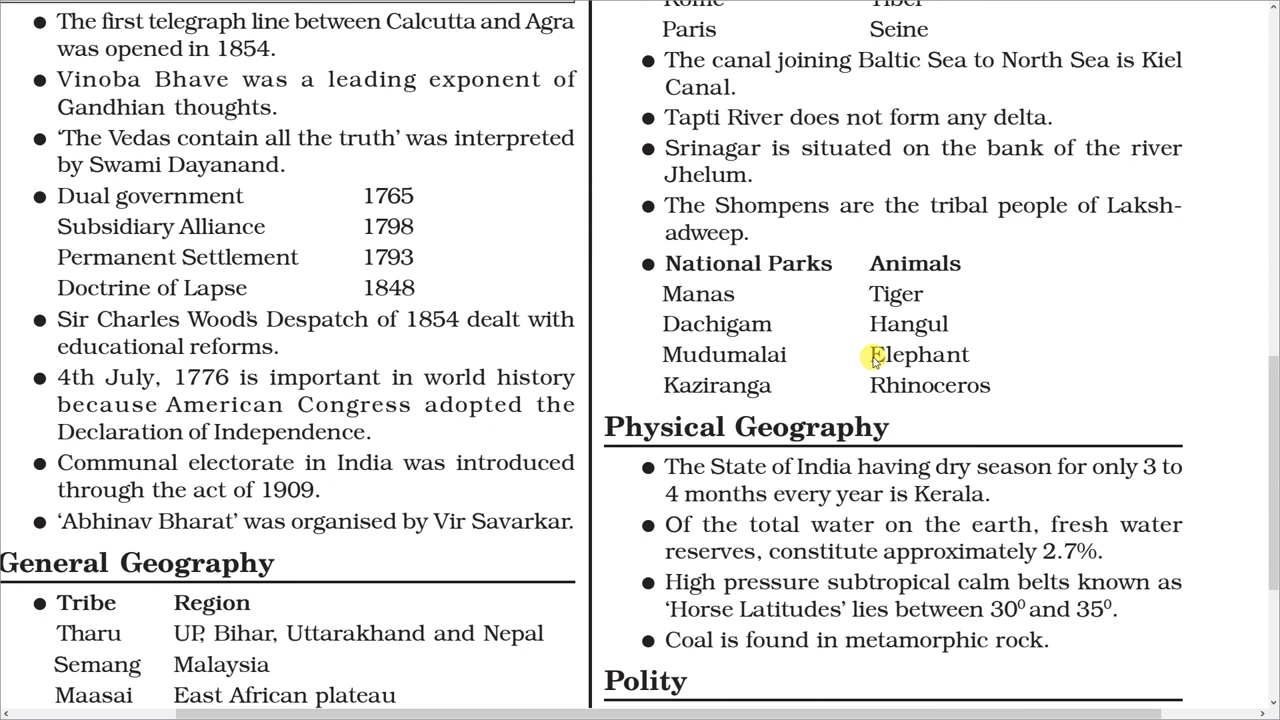 ● The first telegraph line between Calcutta and Agra
was opened in 1854.
● Vinoba Bhave was a leading exponent of
Gandhian thoughts.
● ‘The Vedas contain all the truth’ was interpreted
by Swami Dayanand.
● Dual government 1765
Subsidiary Alliance 1798
Permanent Settlement 1793
Doctrine of Lapse 1848
● Sir Charles Wood’s Despatch of 1854 dealt with
educational reforms.
● 4th July, 1776 is important in world history
because American Congress adopted the
Declaration of Independence.
● Communal electorate in India was introduced
through the act of 1909.
● ‘Abhinav Bharat’ was organised by Vir Savarkar.
General Geography
● Tribe Region
Tharu UP, Bihar, Uttarakhand and Nepal
Semang Malaysia
Maasai East African plateau
Rome Tiber
Paris Seine
● The canal joining Baltic Sea to North Sea is Kiel
Canal.
● Tapti River does not form any delta.
● Srinagar is situated on the bank of the river
Jhelum.
● The Shompens are the tribal people of Laksh-
adweep.
● National Parks Animals
Manas Tiger
Dachigam Hangul
Mudumalai Elephant
Kaziranga Rhinoceros
Physical Geography
● The State of India having dry season for only 3 to
4 months every year is Kerala.
● Of the total water on the earth, fresh water
reserves, constitute approximately 2.7%.
● High pressure subtropical calm belts known as
‘Horse Latitudes’ lies between 30⁰ and 35⁰.
● Coal is found in metamorphic rock.
Polity